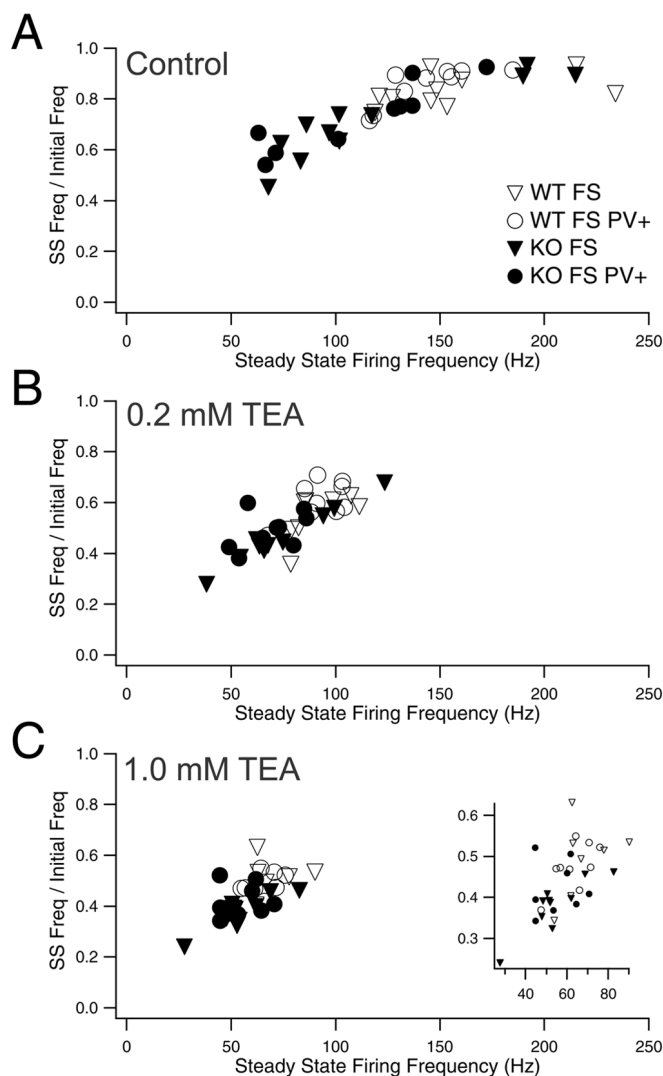 A
Control
1.0
0.8
0.6
0.4
0.2
0.0
SS Freq / Initial Freq
WT FS
WT FS PV+
KO FS
KO FS PV+
0 50 100 150 200 250
Steady State Firing Frequency (Hz)
B
0.2 mM TEA
1.0
0.8
0.6
0.4
0.2
0.0
SS Freq / Initial Freq
0 50 100 150 200 250
Steady State Firing Frequency (Hz)
C
1.0 mM TEA
1.0
0.8
0.6
0.4
0.2
0.0
SS Freq / Initial Freq
0.6
0.5
0.4
0.3
40 60 80
0 50 100 150 200 250
Steady State Firing Frequency (Hz)